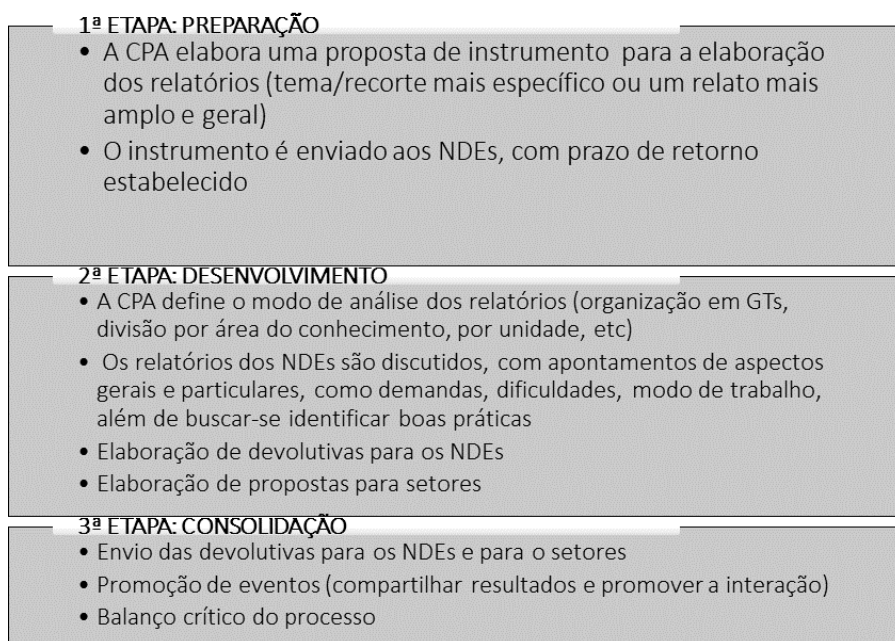 1ª ETAPA: PREPARAÇÃO
• A CPA elabora uma proposta de instrumento para a elaboração
dos relatórios (tema/recorte mais específico ou um relato mais
amplo e geral)
• O instrumento é enviado aos NDEs, com prazo de retorno
estabelecido
2ª ETAPA: DESENVOLVIMENTO
• A CPA define o modo de análise dos relatórios (organização em GTs,
divisão por área do conhecimento, por unidade, etc)
• Os relatórios dos NDEs são discutidos, com apontamentos de aspectos
gerais e particulares, como demandas, dificuldades, modo de trabalho,
além de buscar-se identificar boas práticas
• Elaboração de devolutivas para os NDEs
• Elaboração de propostas para setores
3ª ETAPA: CONSOLIDAÇÃO
• Envio das devolutivas para os NDEs e para o setores
• Promoção de eventos (compartilhar resultados e promover a interação)
• Balanço crítico do processo